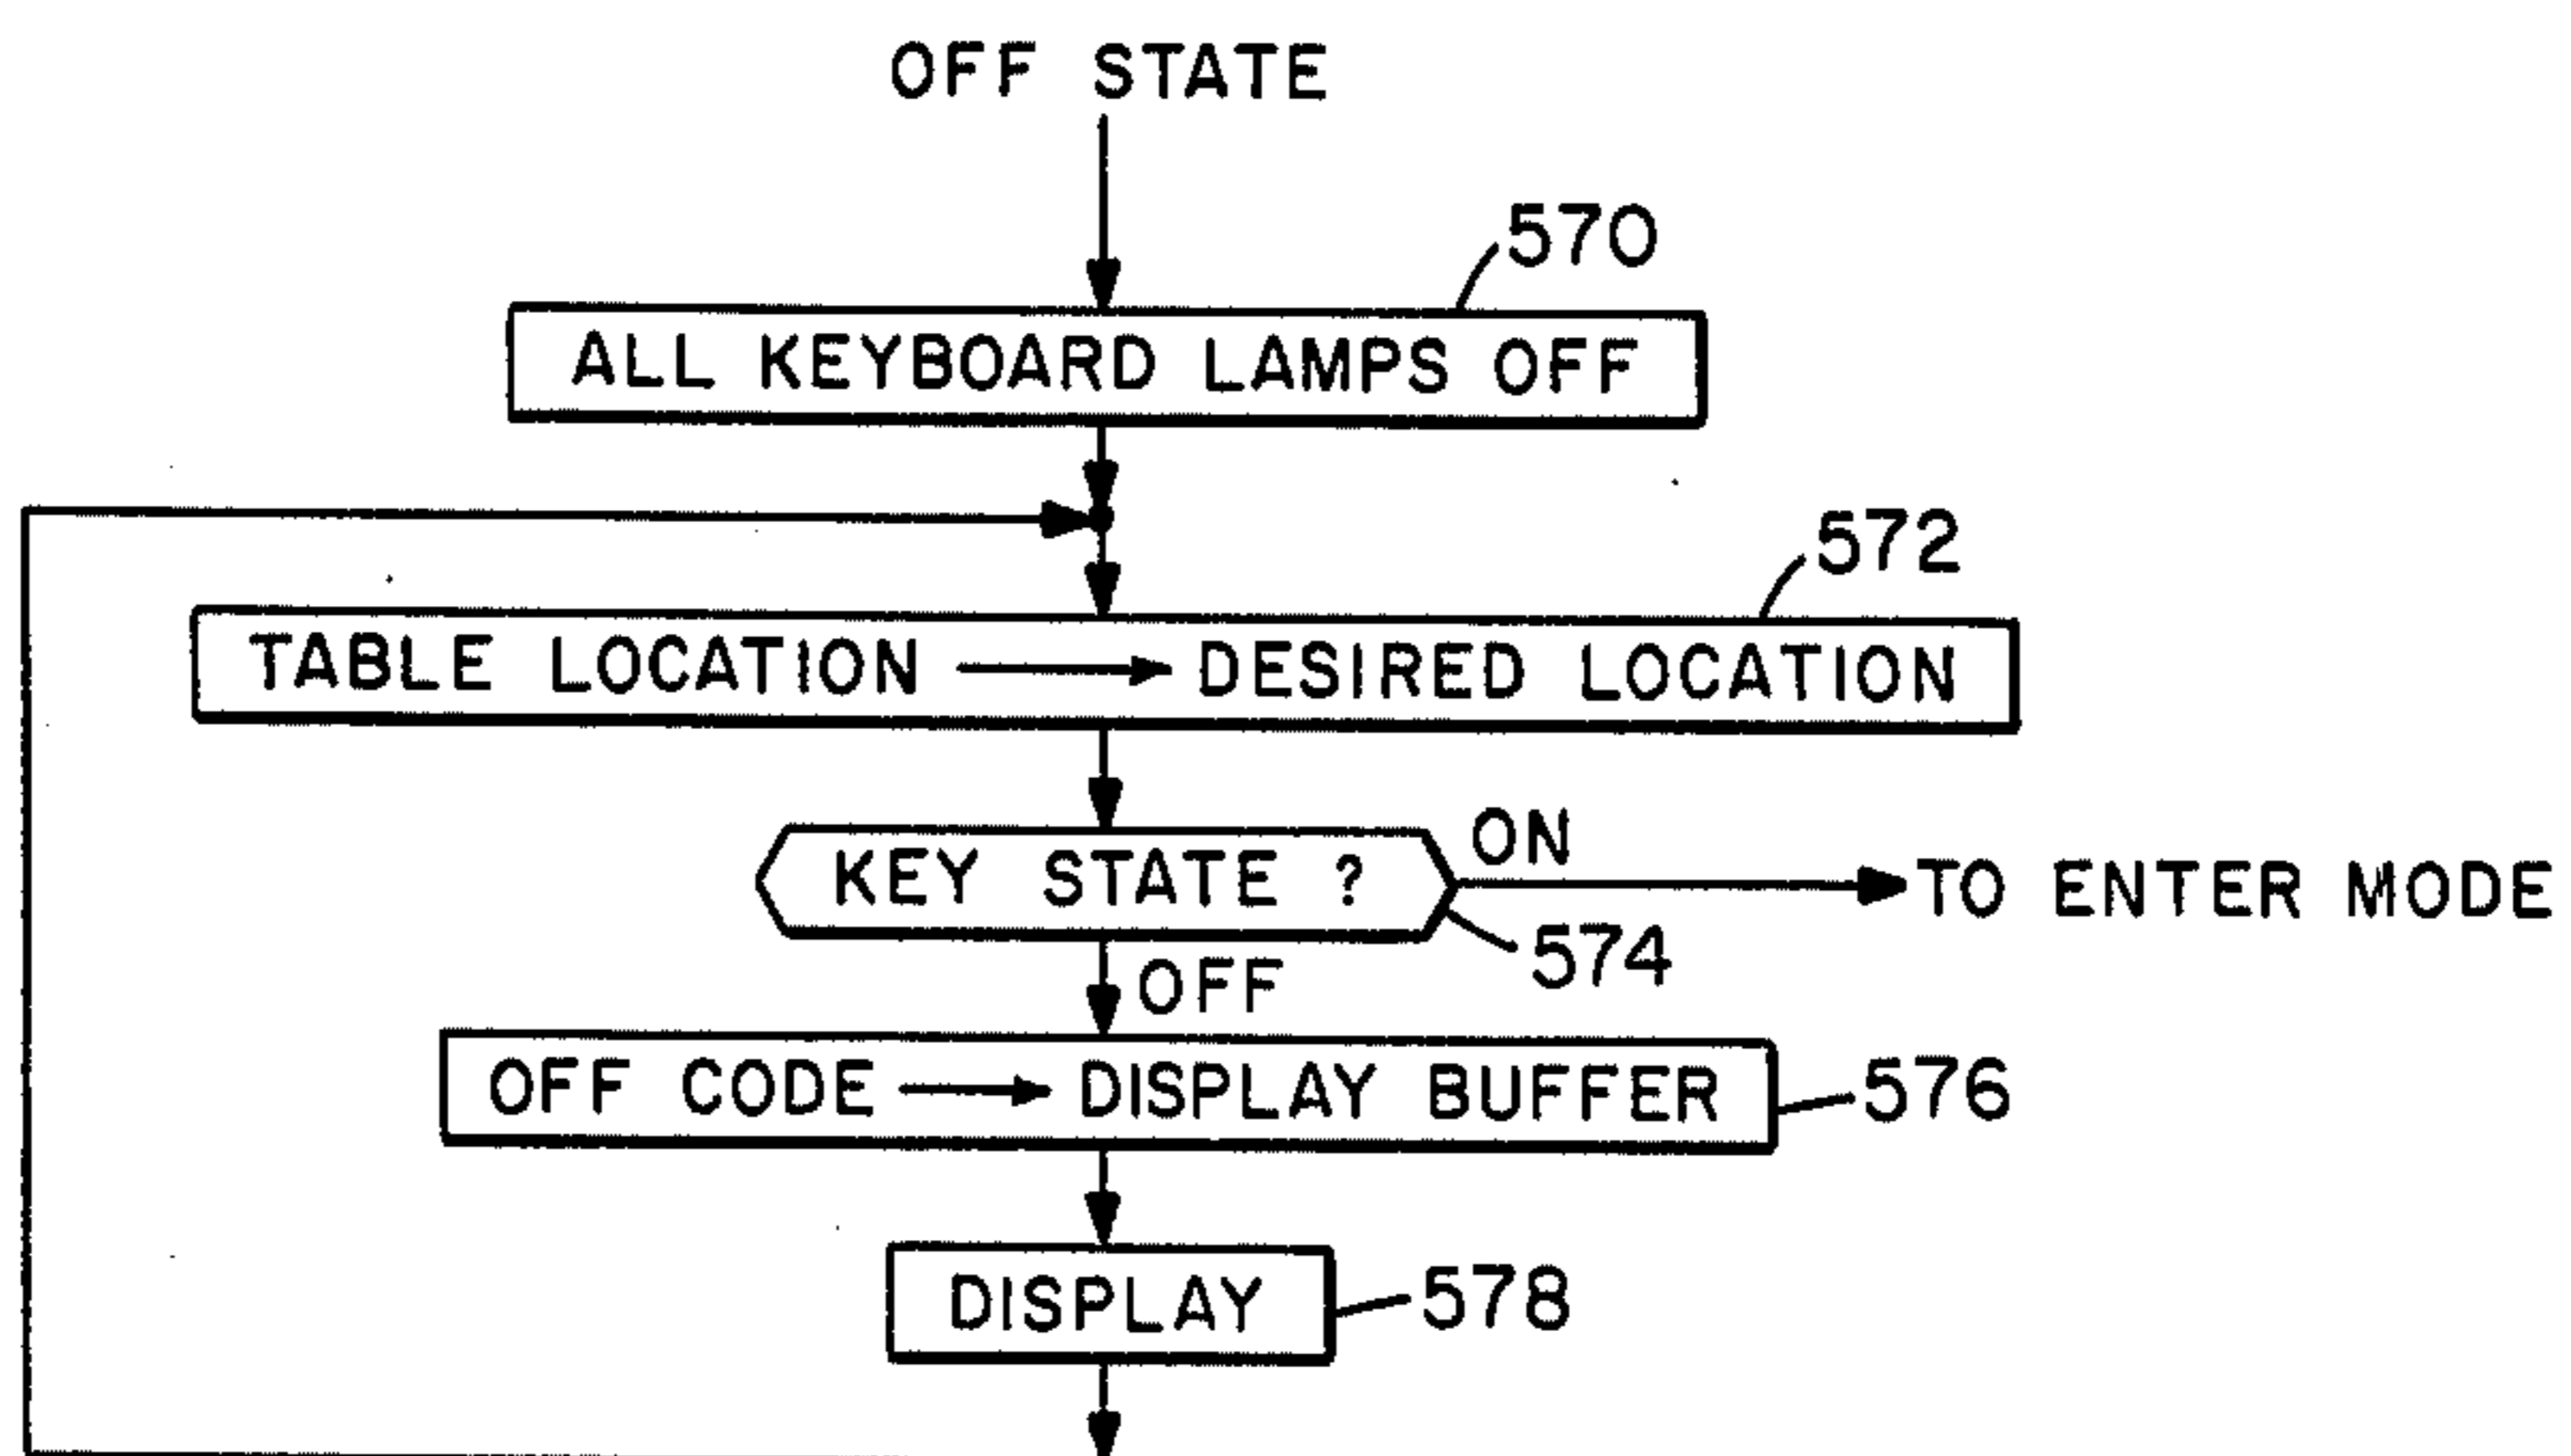 OFF STATE
570
ALL KEYBOARD LAMPS OFF
572
TABLE LOCATION → DESIRED LOCATION
KEY STATE ?
ON
TO ENTER MODE
574
OFF
OFF CODE → DISPLAY BUFFER
576
DISPLAY
578